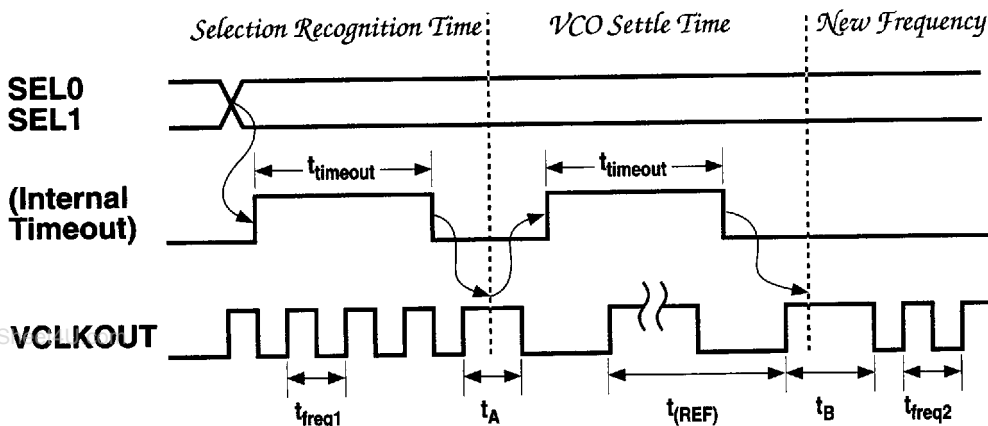 Selection Recognition Time VCO Settle Time New Frequency
SEL0
SEL1
t_timeout t_timeout
(Internal
Timeout)
VCLKOUT
t_freq1 t_A t_(REF) t_B t_freq2